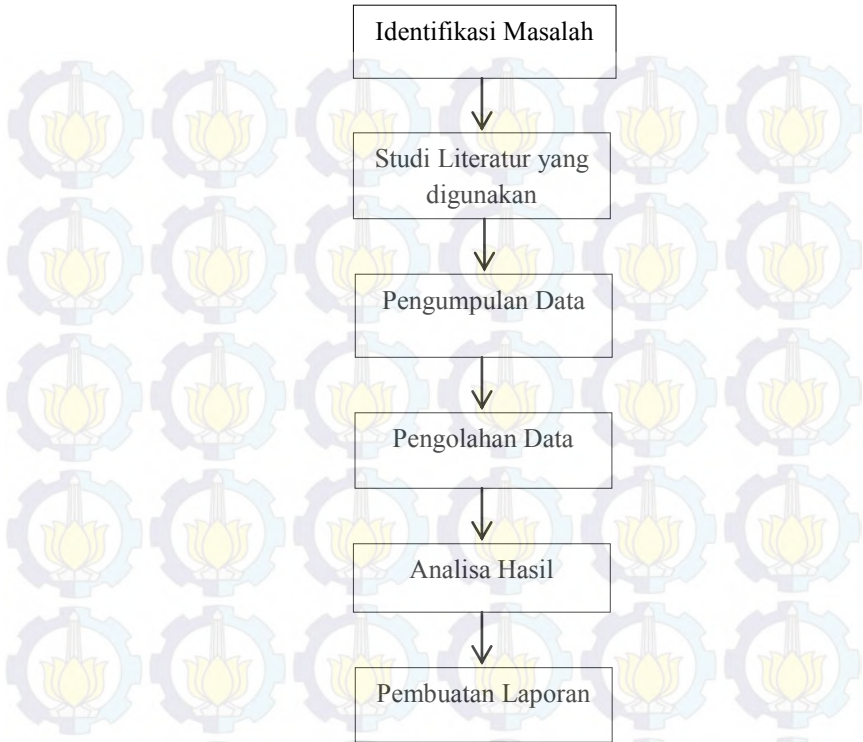 Identifikasi Masalah
Studi Literatur yang
digunakan
Pengumpulan Data
Pengolahan Data
Analisa Hasil
Pembuatan Laporan